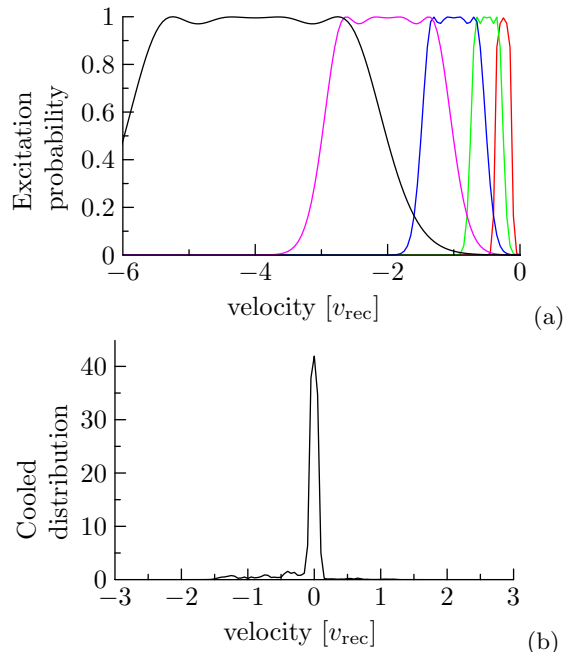 1
0.8
0.6
0.4
0.2
0
Excitation
probability
−6
−4
−2
0
velocity [v_rec]
(a)
40
30
20
10
0
Cooled
distribution
−3
−2
−1
0
1
2
3
velocity [v_rec]
(b)